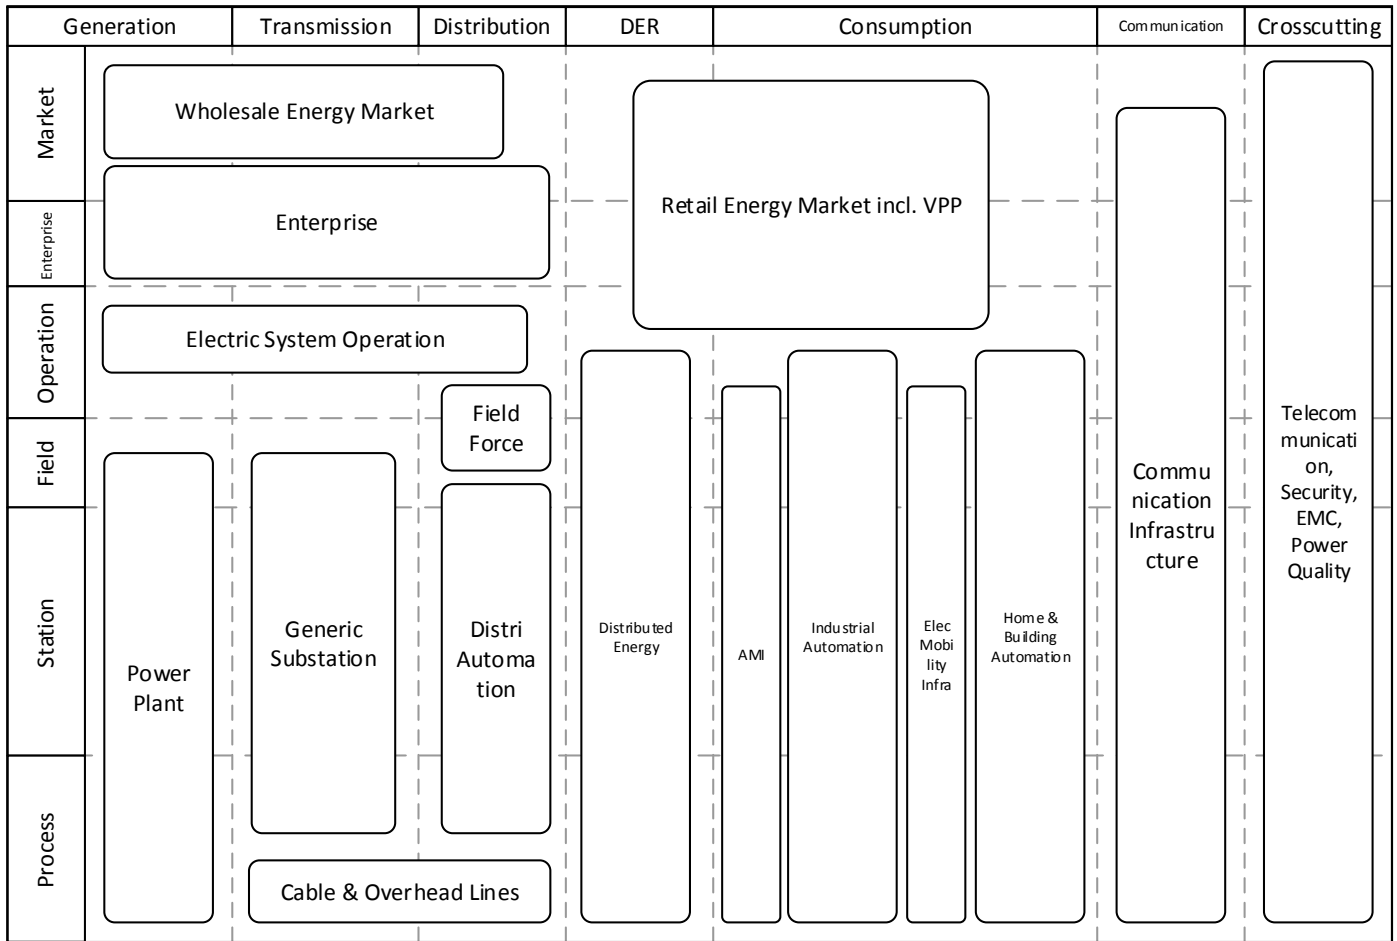 Generation
Transmission
Distribution
DER
Consumption
Communication
Crosscutting
Market
Enterprise
Operation
Field
Station
Process
Wholesale Energy Market
Enterprise
Retail Energy Market incl. VPP
Electric System Operation
Field
Force
Power
Plant
Generic
Substation
Distri
Automa
tion
Cable & Overhead Lines
Distributed
Energy
AMI
Industrial
Automation
Elec
Mobi
lity
Infra
Home &
Building
Automation
Commu
nication
Infrastru
cture
Telecom
municati
on,
Security,
EMC,
Power
Quality